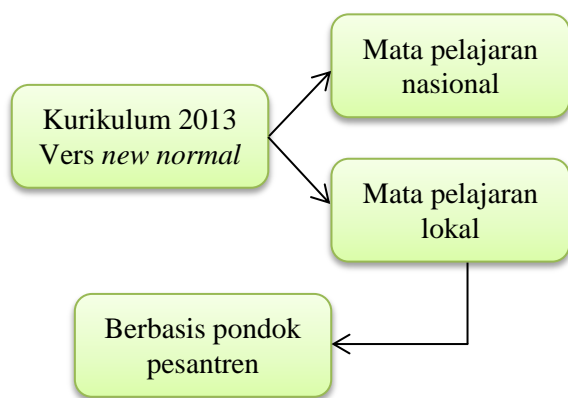 Kurikulum 2013
Vers new normal
Mata pelajaran
nasional
Mata pelajaran
lokal
Berbasis pondok
pesantren